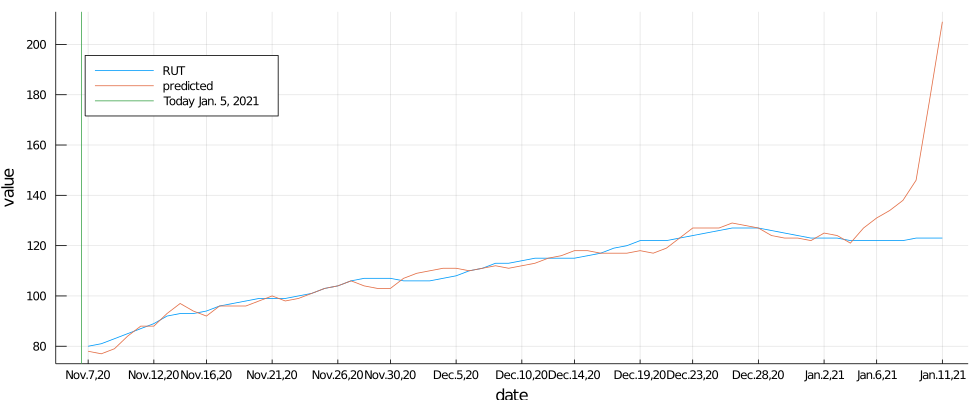 200
180
160
140
120
100
80
value
RUT
predicted
Today Jan. 5, 2021
Nov.7,20 Nov.12,20 Nov.16,20 Nov.21,20 Nov.26,20 Nov.30,20 Dec.5,20 Dec.10,20 Dec.14,20 Dec.19,20 Dec.23,20 Dec.28,20 Jan.2,21 Jan.6,21 Jan.11,21
date